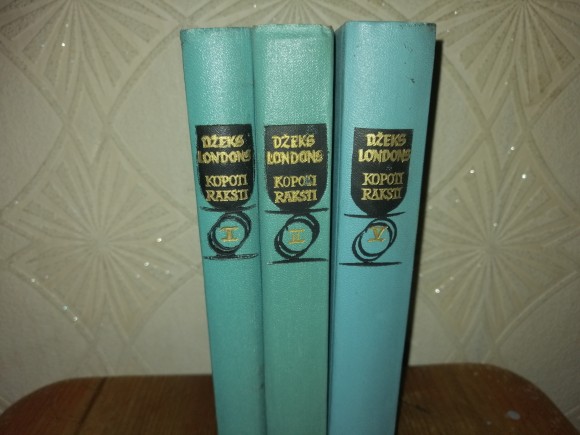 DŽEKS
LONDONS
KOPOTI
RAKSTI
I
DŽEKS
LONDONS
KOPOTI
RAKSTI
I
DŽEKS
LONDONS
KOPOTI
RAKSTI
V